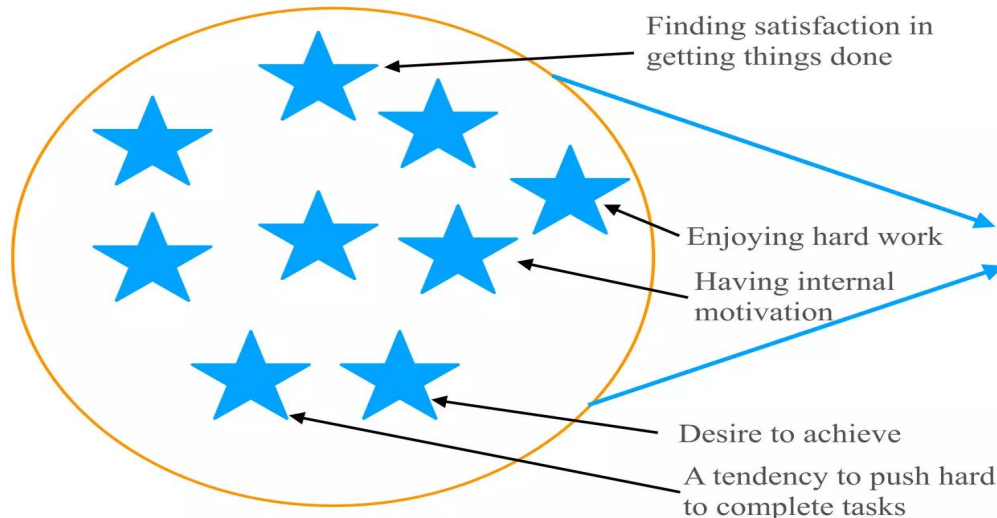 Finding satisfaction in
getting things done
Enjoying hard work
Having internal
motivation
Desire to achieve
A tendency to push hard
to complete tasks